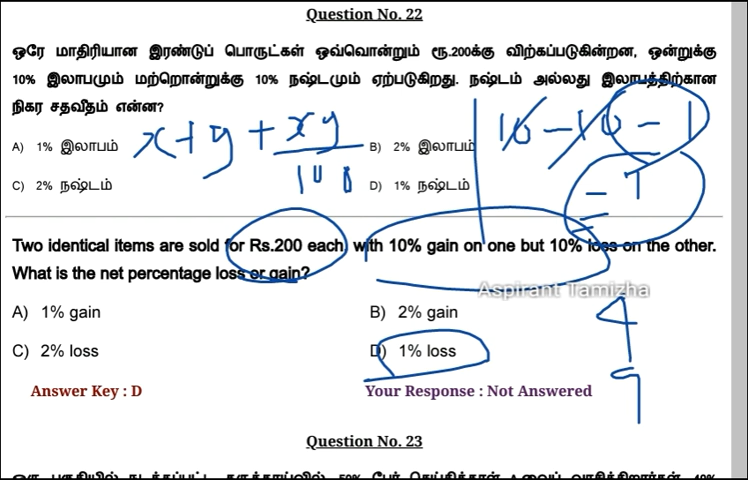 Question No. 22
ஒரே மாதிரியான இரண்டுப் பொருட்கள் ஒவ்வொன்றும் ரூ.200க்கு விற்கப்படுகின்றன, ஒன்றுக்கு
10% இலாபமும் மற்றொன்றுக்கு 10% நஷ்டமும் ஏற்படுகிறது. நஷ்டம் அல்லது இலாபத்திற்கான
நிகர சதவீதம் என்ன?
A) 1% இலாபம்
B) 2% இலாபம்
C) 2% நஷ்டம்
D) 1% நஷ்டம்
x+y+xy/100
10-10-1
= 1
Two identical items are sold for Rs.200 each with 10% gain on one but 10% loss on the other.
What is the net percentage loss or gain?
Aspirant Tamizha
A) 1% gain
B) 2% gain
C) 2% loss
D) 1% loss
Answer Key : D
Your Response : Not Answered
Question No. 23